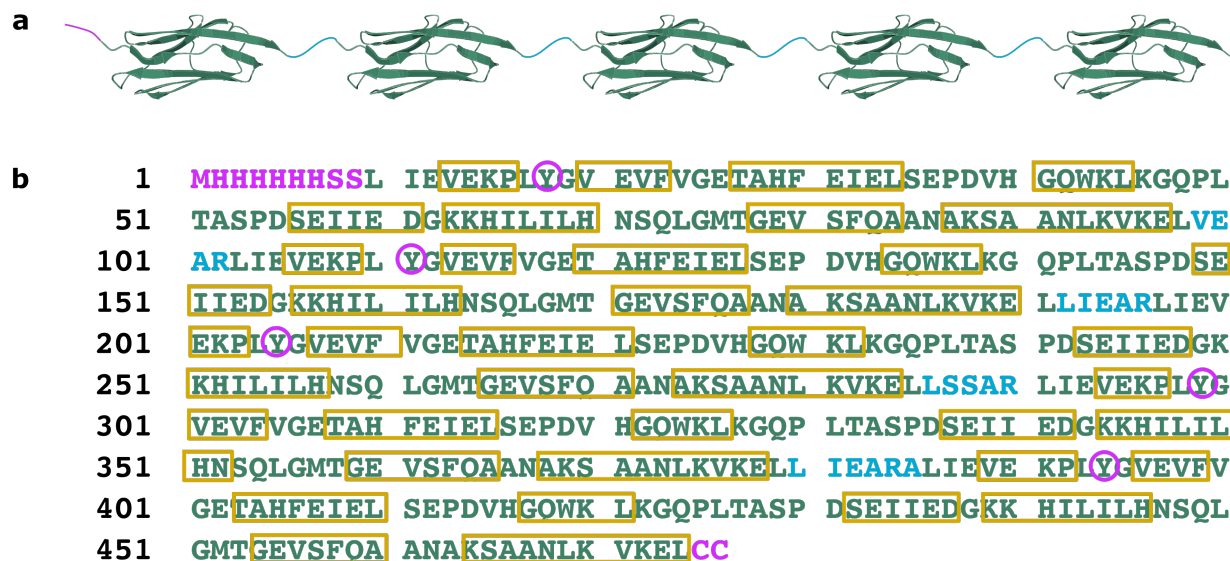 a
b 1 MHHHHHHSSL IEVEKPLYGV EVFVGETAHF EIELSEPDVH GQWKLKGQPL
51 TASPDSEIIE DGKKHILILH NSQLGMTGEV SFQAANAKSA ANLKVKELVE
101 ARLIEVEKPL YGVEVFVGET AHFEIELSEP DVHGQWKLKG QPLTASPDSE
151 IIEDGKKHIL ILHNSQLGMT GEVSFQAANA KSAANLKVKE LLIEARLIEV
201 EKPLYGVEVF VGETAHFEIE LSEPDVHGQW KLKGQPLTAS PDSEIIEDGK
251 KHILILHNSQ LGMTGEVSFQ AANAKSAANL KVKELLSSAR LIEVEKPLYG
301 VEVFVGETAH FEIELSEPDV HGQWKLKGQP LTASPDSEII EDGKKHILIL
351 HNSQLGMTGE VSFQAANAKS AANLKVKELL IEARALIEVE KPLYGVEVFV
401 GETAHFEIEL SEPDVHGQWK LKGQPLTASP DSEIIEDGKK HILILHNSQL
451 GMTGEVSFQA ANAKSAANLK VKELCC